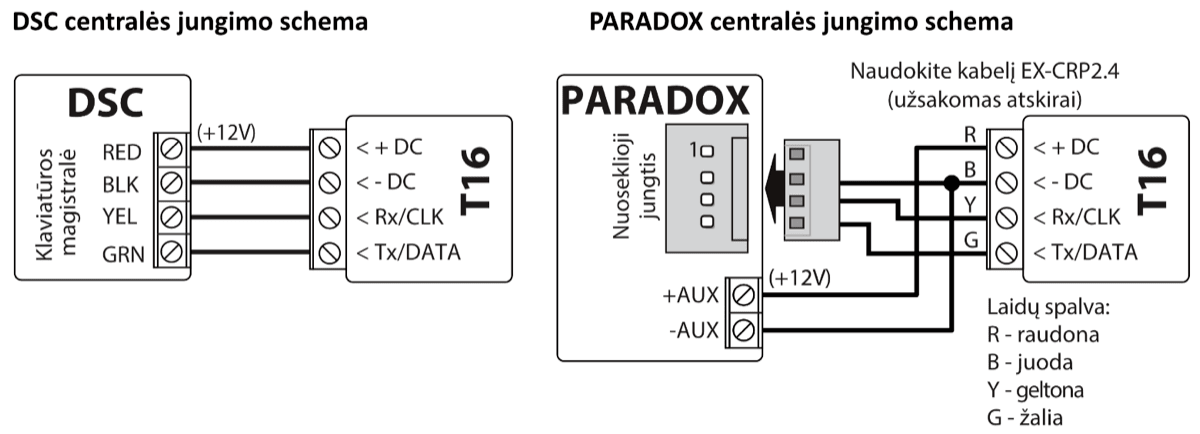 DSC centralės jungimo schema
DSC
Klaviatūros
magistralė
RED
BLK
YEL
GRN
(+12V)
< + DC
< - DC
< Rx/CLK
< Tx/DATA
T16
PARADOX centralės jungimo schema
Naudokite kabelį EX-CRP2.4
(užsakomas atskirai)
PARADOX
Nuoseklioji
jungtis
1
+AUX
-AUX
(+12V)
R
B
Y
G
< + DC
< - DC
< Rx/CLK
< Tx/DATA
T16
Laidų spalva:
R - raudona
B - juoda
Y - geltona
G - žalia